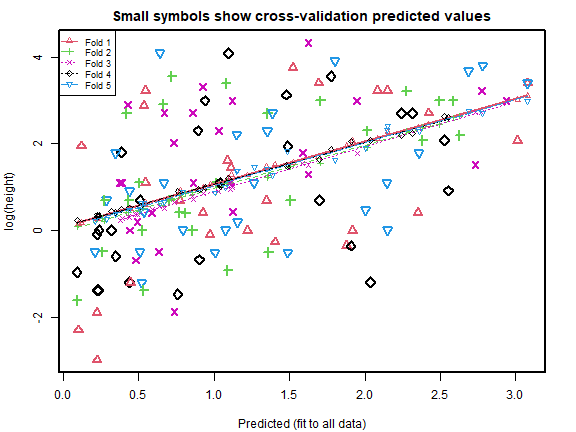 Small symbols show cross-validation predicted values
Fold 1
Fold 2
Fold 3
Fold 4
Fold 5
log(height)
4
2
0
-2
0.0 0.5 1.0 1.5 2.0 2.5 3.0
Predicted (fit to all data)